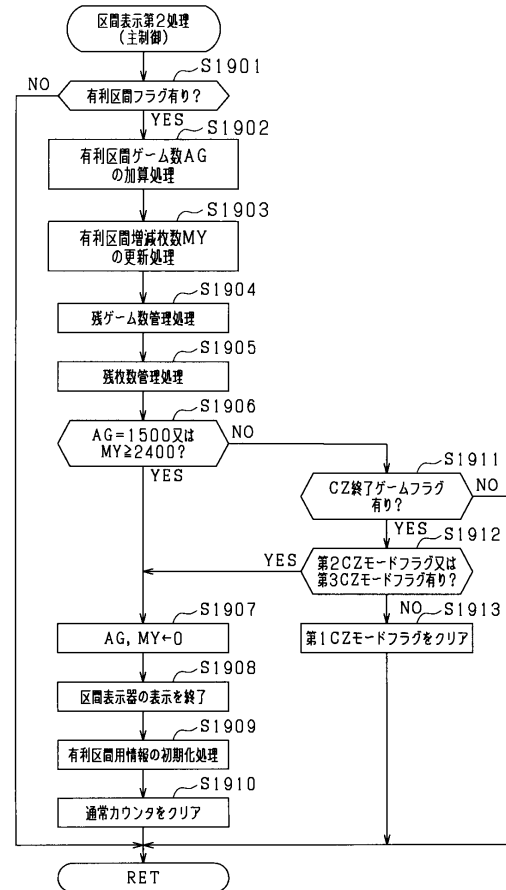 区間表示第2処理
(主制御)
S1901
NO
有利区間フラグ有り?
YES
S1902
有利区間ゲーム数AG
の加算処理
S1903
有利区間増減枚数MY
の更新処理
S1904
残ゲーム数管理処理
S1905
残枚数管理処理
S1906
AG=1500又は
MY≧2400?
NO
YES
S1911
CZ終了ゲームフラグ
有り?
NO
YES
S1912
YES
第2CZモードフラグ又は
第3CZモードフラグ有り?
NO
S1907
S1913
AG, MY←0
第1CZモードフラグをクリア
S1908
区間表示器の表示を終了
S1909
有利区間用情報の初期化処理
S1910
通常カウンタをクリア
RET